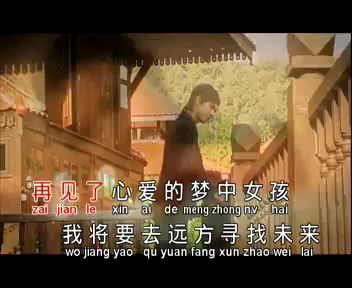 再见了心爱的梦中女孩
zai jian le xin ai de meng zhong nv hai
我将要去远方寻找未来
wo jiang yao qu yuan fang xun zhao wei lai